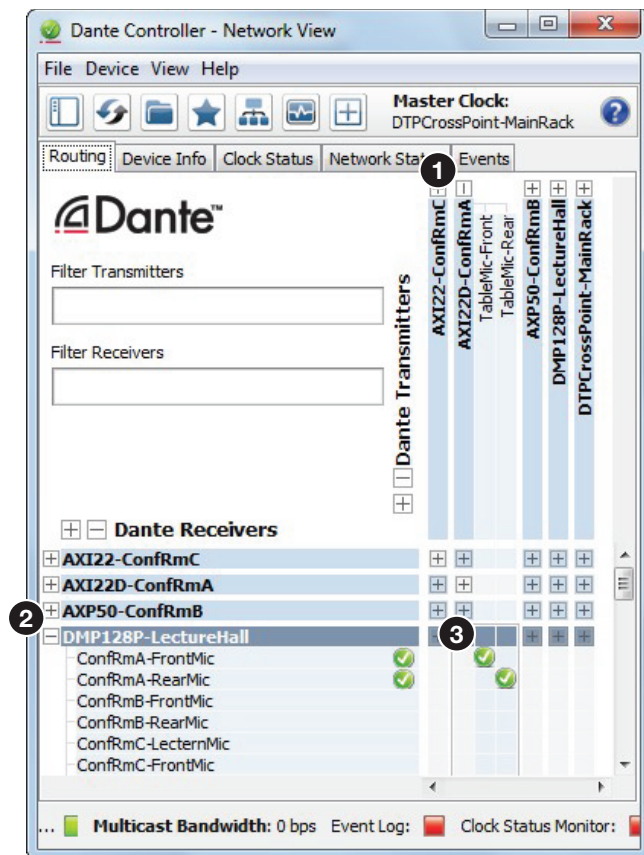 Dante Controller - Network View
File Device View Help
Master Clock:
DTPCrossPoint-MainRack
Routing
Device Info
Clock Status
Network
Events
1
Dante™
Filter Transmitters
Filter Receivers
Dante Transmitters
AXI22-ConfRmC
AXI22D-ConfRmA
TableMic-Front
TableMic-Rear
AXP50-ConfRmB
DMP128P-LectureHall
DTPCrossPoint-MainRack
Dante Receivers
AXI22-ConfRmC
AXI22D-ConfRmA
2
AXP50-ConfRmB
DMP128P-LectureHall
3
ConfRmA-FrontMic
ConfRmA-RearMic
ConfRmB-FrontMic
ConfRmB-RearMic
ConfRmC-LecternMic
ConfRmC-FrontMic
... Multicast Bandwidth: 0 bps Event Log: Clock Status Monitor: